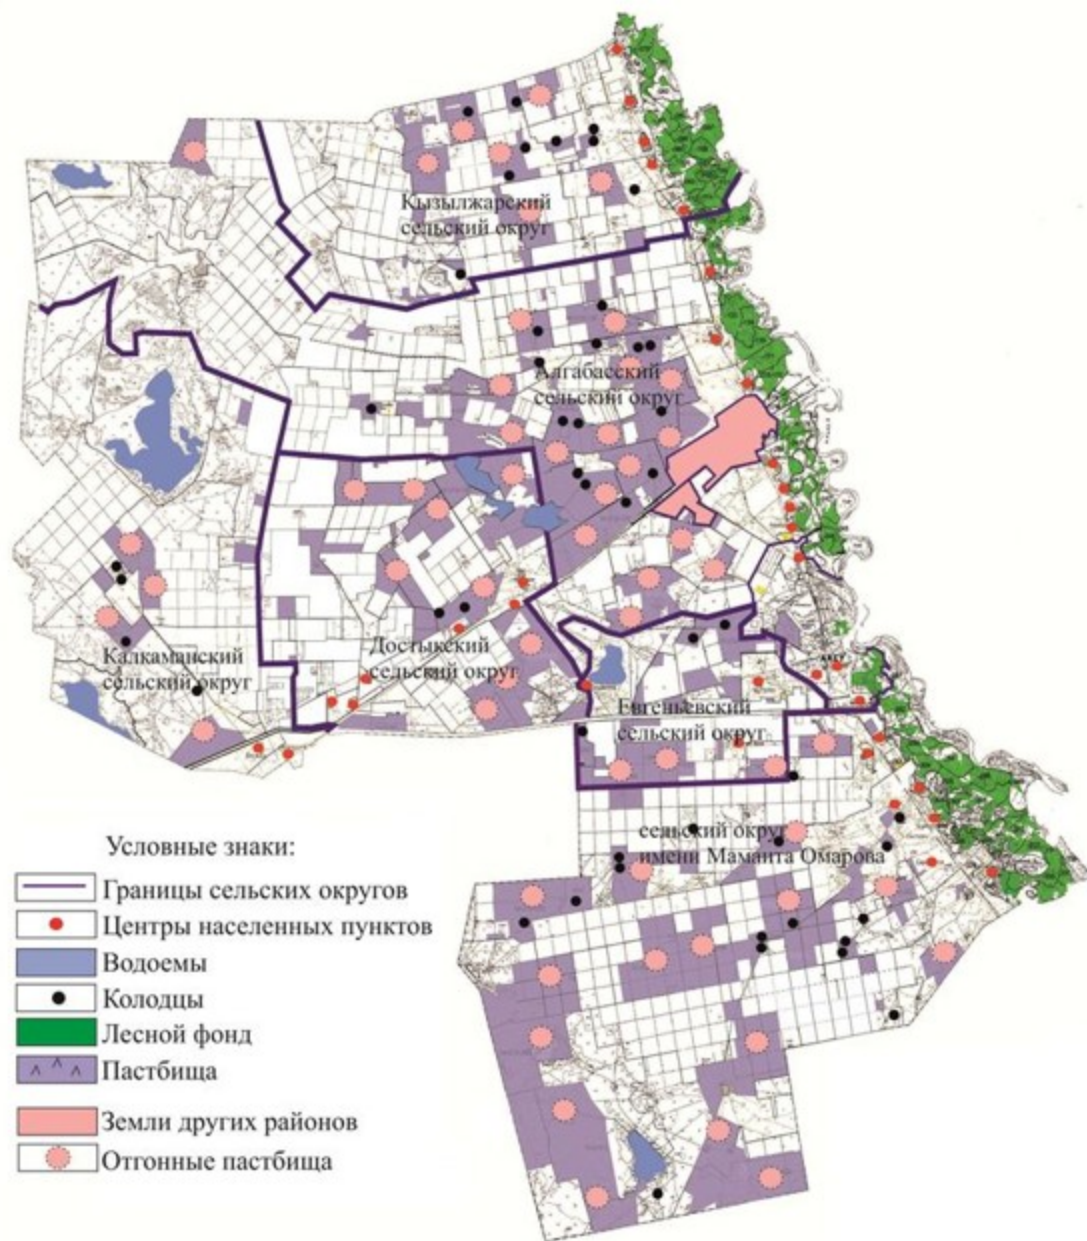 Кызылжарский
сельский округ
Алгабасский
сельский округ
Достыкский
сельский округ
Калкаманский
сельский округ
Евгеньевский
сельский округ
сельский округ
имени Маманта Омарова
Условные знаки:
Границы сельских округов
Центры населенных пунктов
Водоемы
Колодцы
Лесной фонд
Пастбища
Земли других районов
Отгонные пастбища